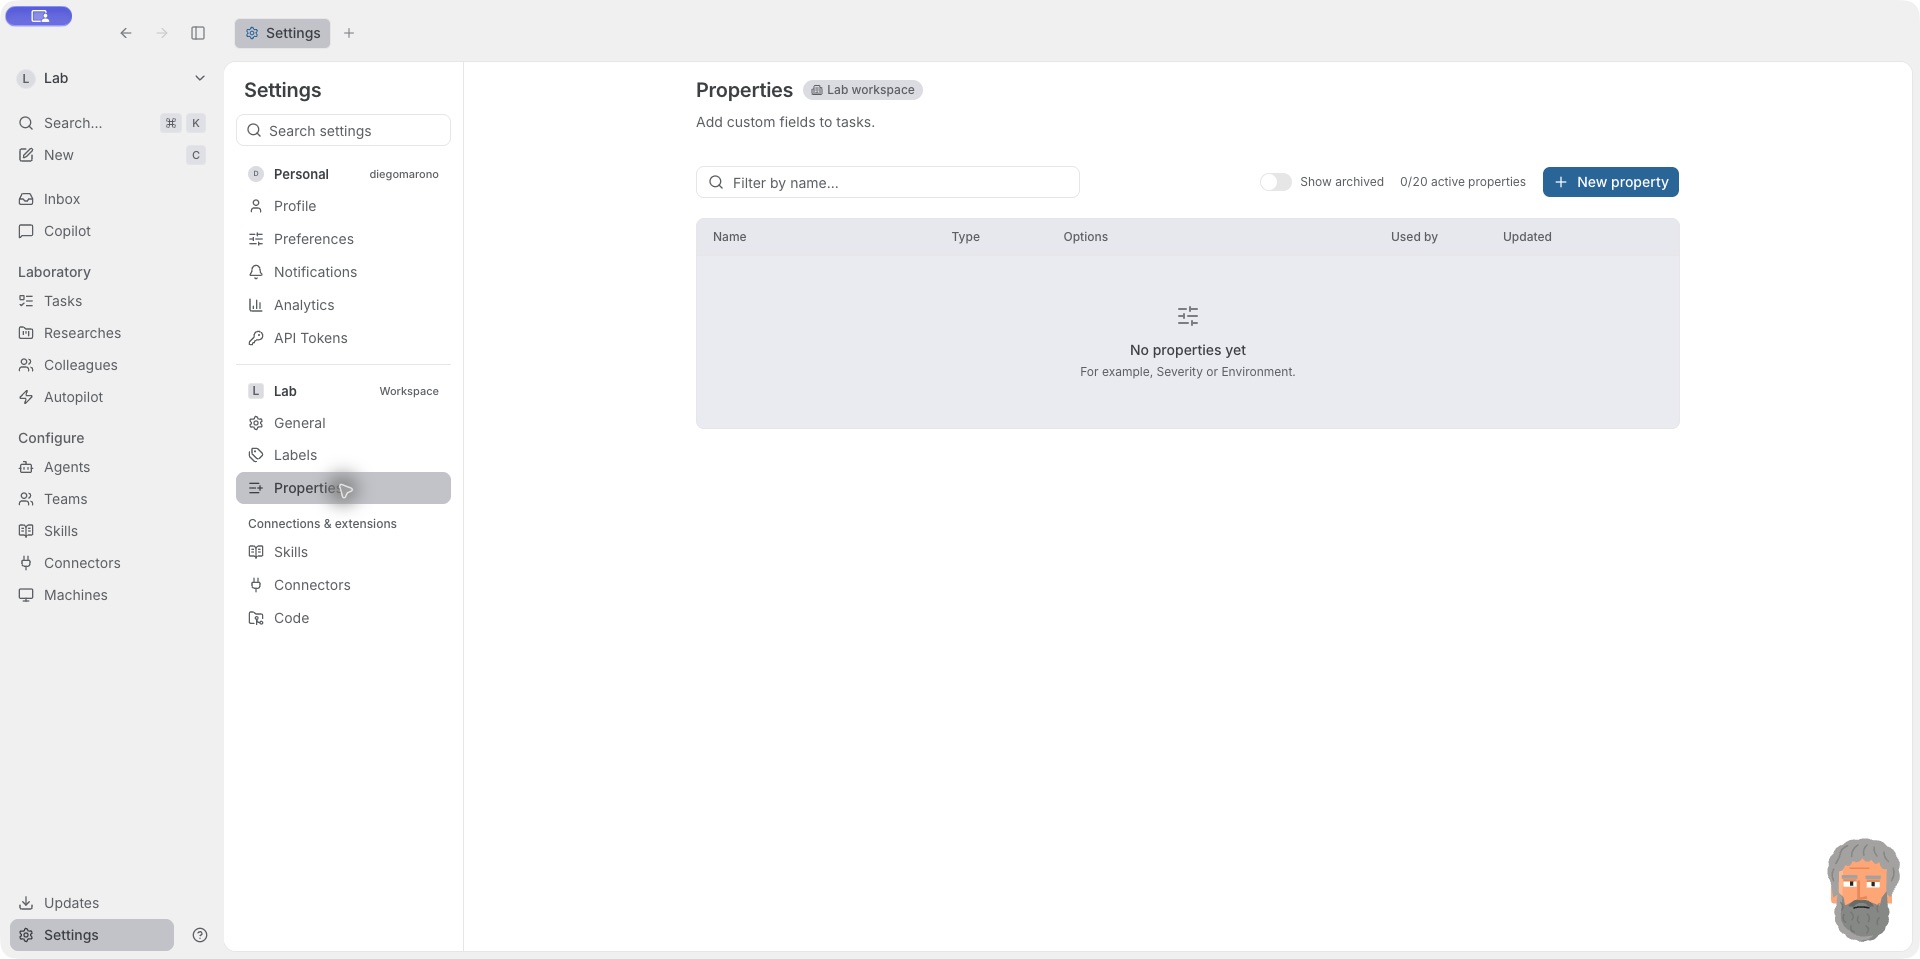 Settings
L Lab
Search... ⌘ K
New C
Inbox
Copilot
Laboratory
Tasks
Researches
Colleagues
Autopilot
Configure
Agents
Teams
Skills
Connectors
Machines
Updates
Settings
Settings
Search settings
D Personal diegomarono
Profile
Preferences
Notifications
Analytics
API Tokens
L Lab Workspace
General
Labels
Properties
Connections & extensions
Skills
Connectors
Code
Properties Lab workspace
Add custom fields to tasks.
Filter by name... Show archived 0/20 active properties New property
Name Type Options Used by Updated
No properties yet
For example, Severity or Environment.